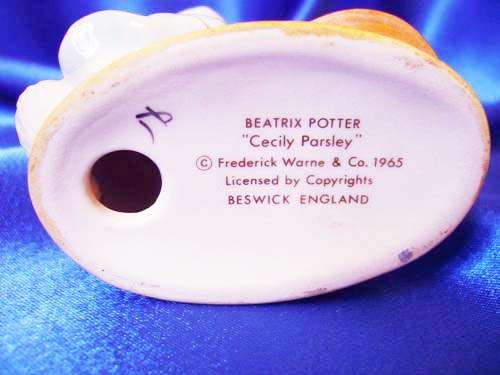 BEATRIX POTTER
"Cecily Parsley"
© Frederick Warne & Co. 1965
Licensed by Copyrights
BESWICK ENGLAND